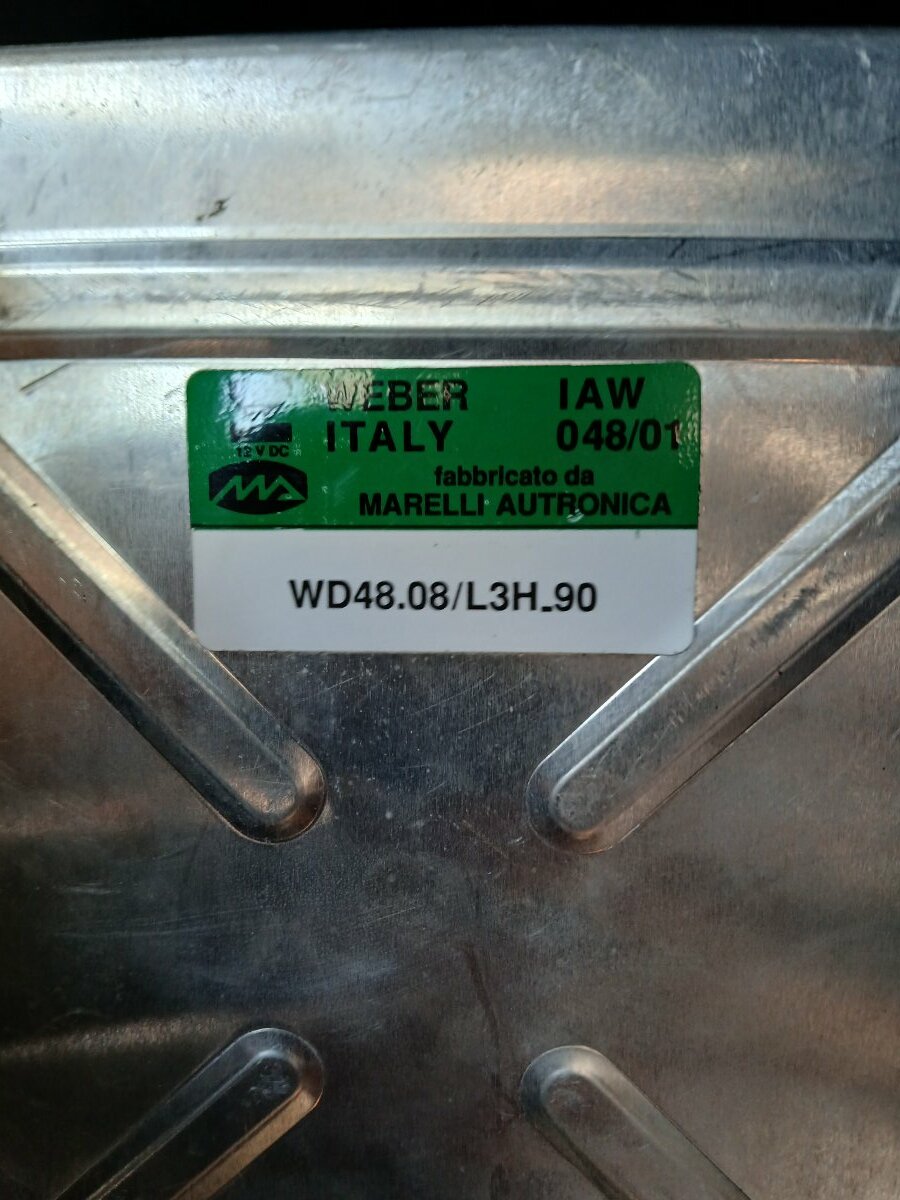 WEBER IAW
ITALY 048/01
12 V DC
fabbricato da
MARELLI AUTRONICA
WD48.08/L3H-90